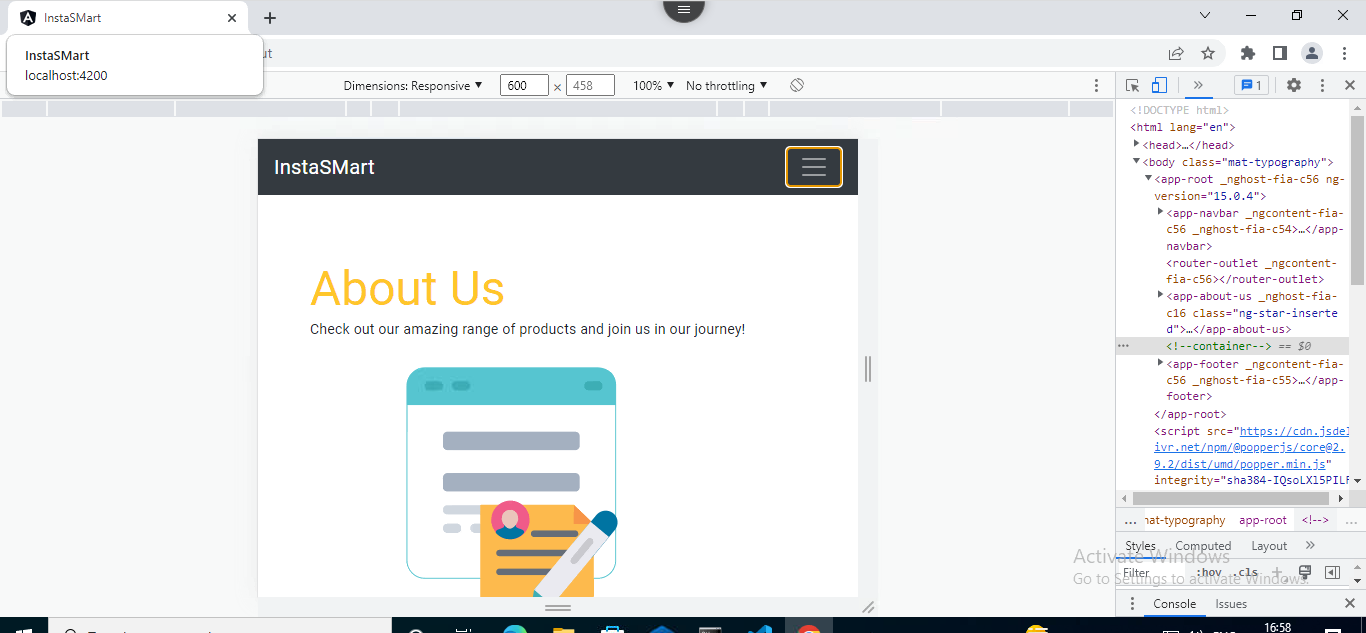 InstaSMart
InstaSMart
localhost:4200
ut
Dimensions: Responsive
600 × 458
100%
No throttling
1
<!DOCTYPE html>
<html lang="en">
<head>…</head>
<body class="mat-typography">
<app-root _nghost-fia-c56 ng-
version="15.0.4">
<app-navbar _ngcontent-fia-
c56 _nghost-fia-c54>…</app-
navbar>
<router-outlet _ngcontent-
fia-c56></router-outlet>
<app-about-us _nghost-fia-
c16 class="ng-star-inserte
d">…</app-about-us>
<!--container--> == $0
<app-footer _ngcontent-fia-
c56 _nghost-fia-c55>…</app-
footer>
</app-root>
<script src="https://cdn.jsdel
ivr.net/npm/@popperjs/core@2.
9.2/dist/umd/popper.min.js"
integrity="sha384-IQsoLXl5PILF
InstaSMart
About Us
Check out our amazing range of products and join us in our journey!
… nat-typography app-root <!--> …
Styles Computed Layout
Filter :hov .cls
Activate Windows
Go to Settings to activate Windows.
Console Issues
16:58